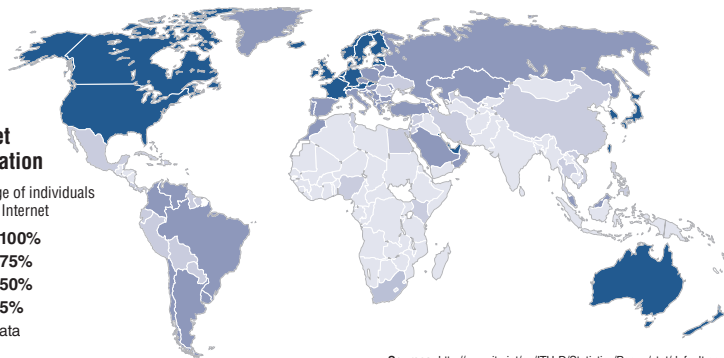 et
ation
ge of individuals
Internet
100%
75%
50%
5%
ata